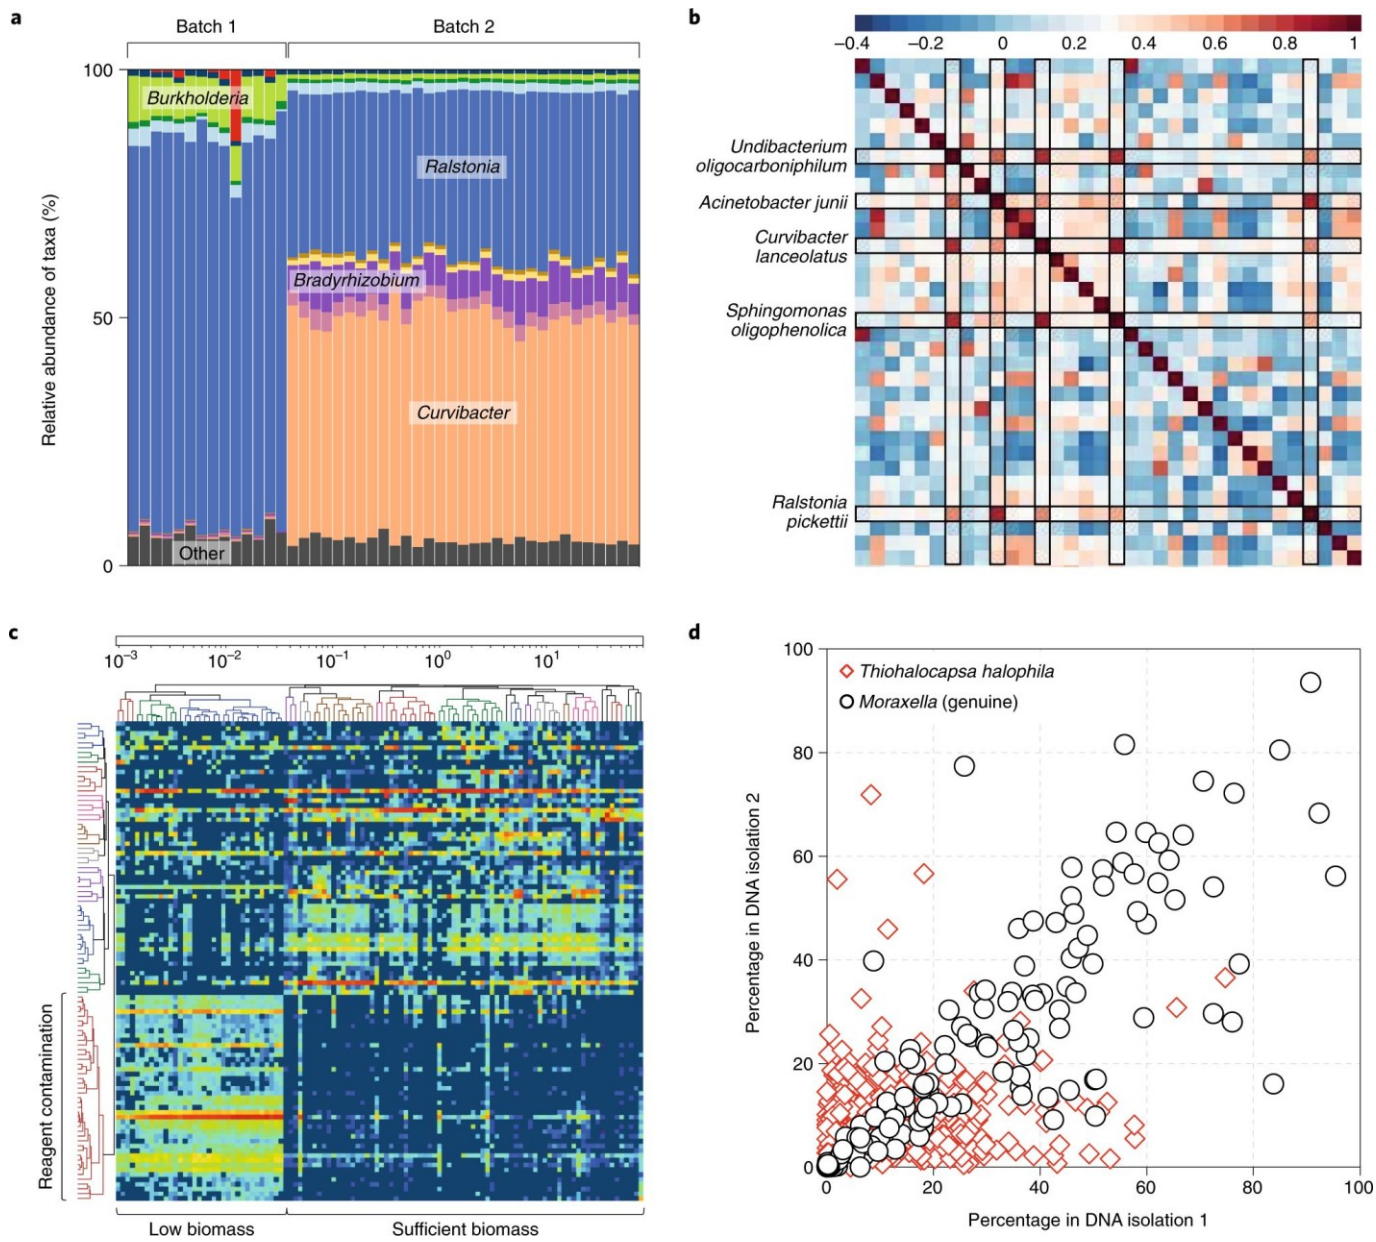 a
Batch 1
Batch 2
100
50
0
Relative abundance of taxa (%)
Burkholderia
Ralstonia
Bradyrhizobium
Curvibacter
Other
b
−0.4
−0.2
0
0.2
0.4
0.6
0.8
1
Undibacterium
oligocarboniphilum
Acinetobacter junii
Curvibacter
lanceolatus
Sphingomonas
oligophenolica
Ralstonia
pickettii
c
10−3
10−2
10−1
100
101
Reagent contamination
Low biomass
Sufficient biomass
d
100
80
60
40
20
0
Percentage in DNA isolation 2
Thiohalocapsa halophila
Moraxella (genuine)
0
20
40
60
80
100
Percentage in DNA isolation 1